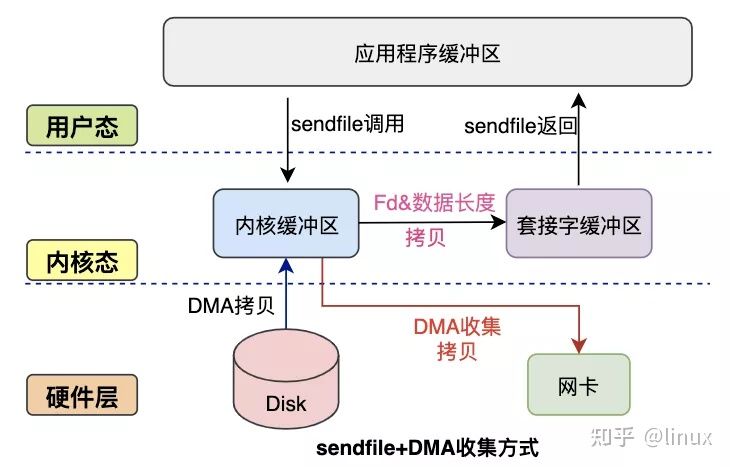 应用程序缓冲区
用户态
sendfile调用
sendfile返回
内核缓冲区
Fd&数据长度
拷贝
套接字缓冲区
内核态
DMA拷贝
DMA收集
拷贝
硬件层
Disk
网卡
知乎 @linux
sendfile+DMA收集方式